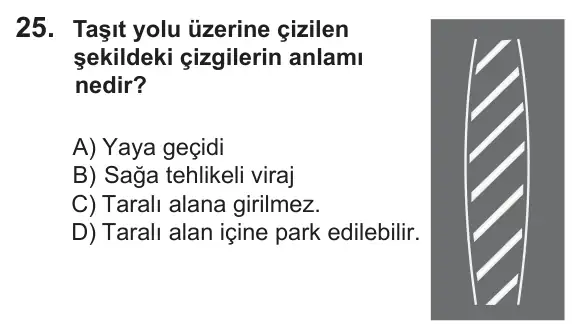 25. Taşıt yolu üzerine çizilen
şekildeki çizgilerin anlamı
nedir?
A) Yaya geçidi
B) Sağa tehlikeli viraj
C) Taralı alana girilmez.
D) Taralı alan içine park edilebilir.